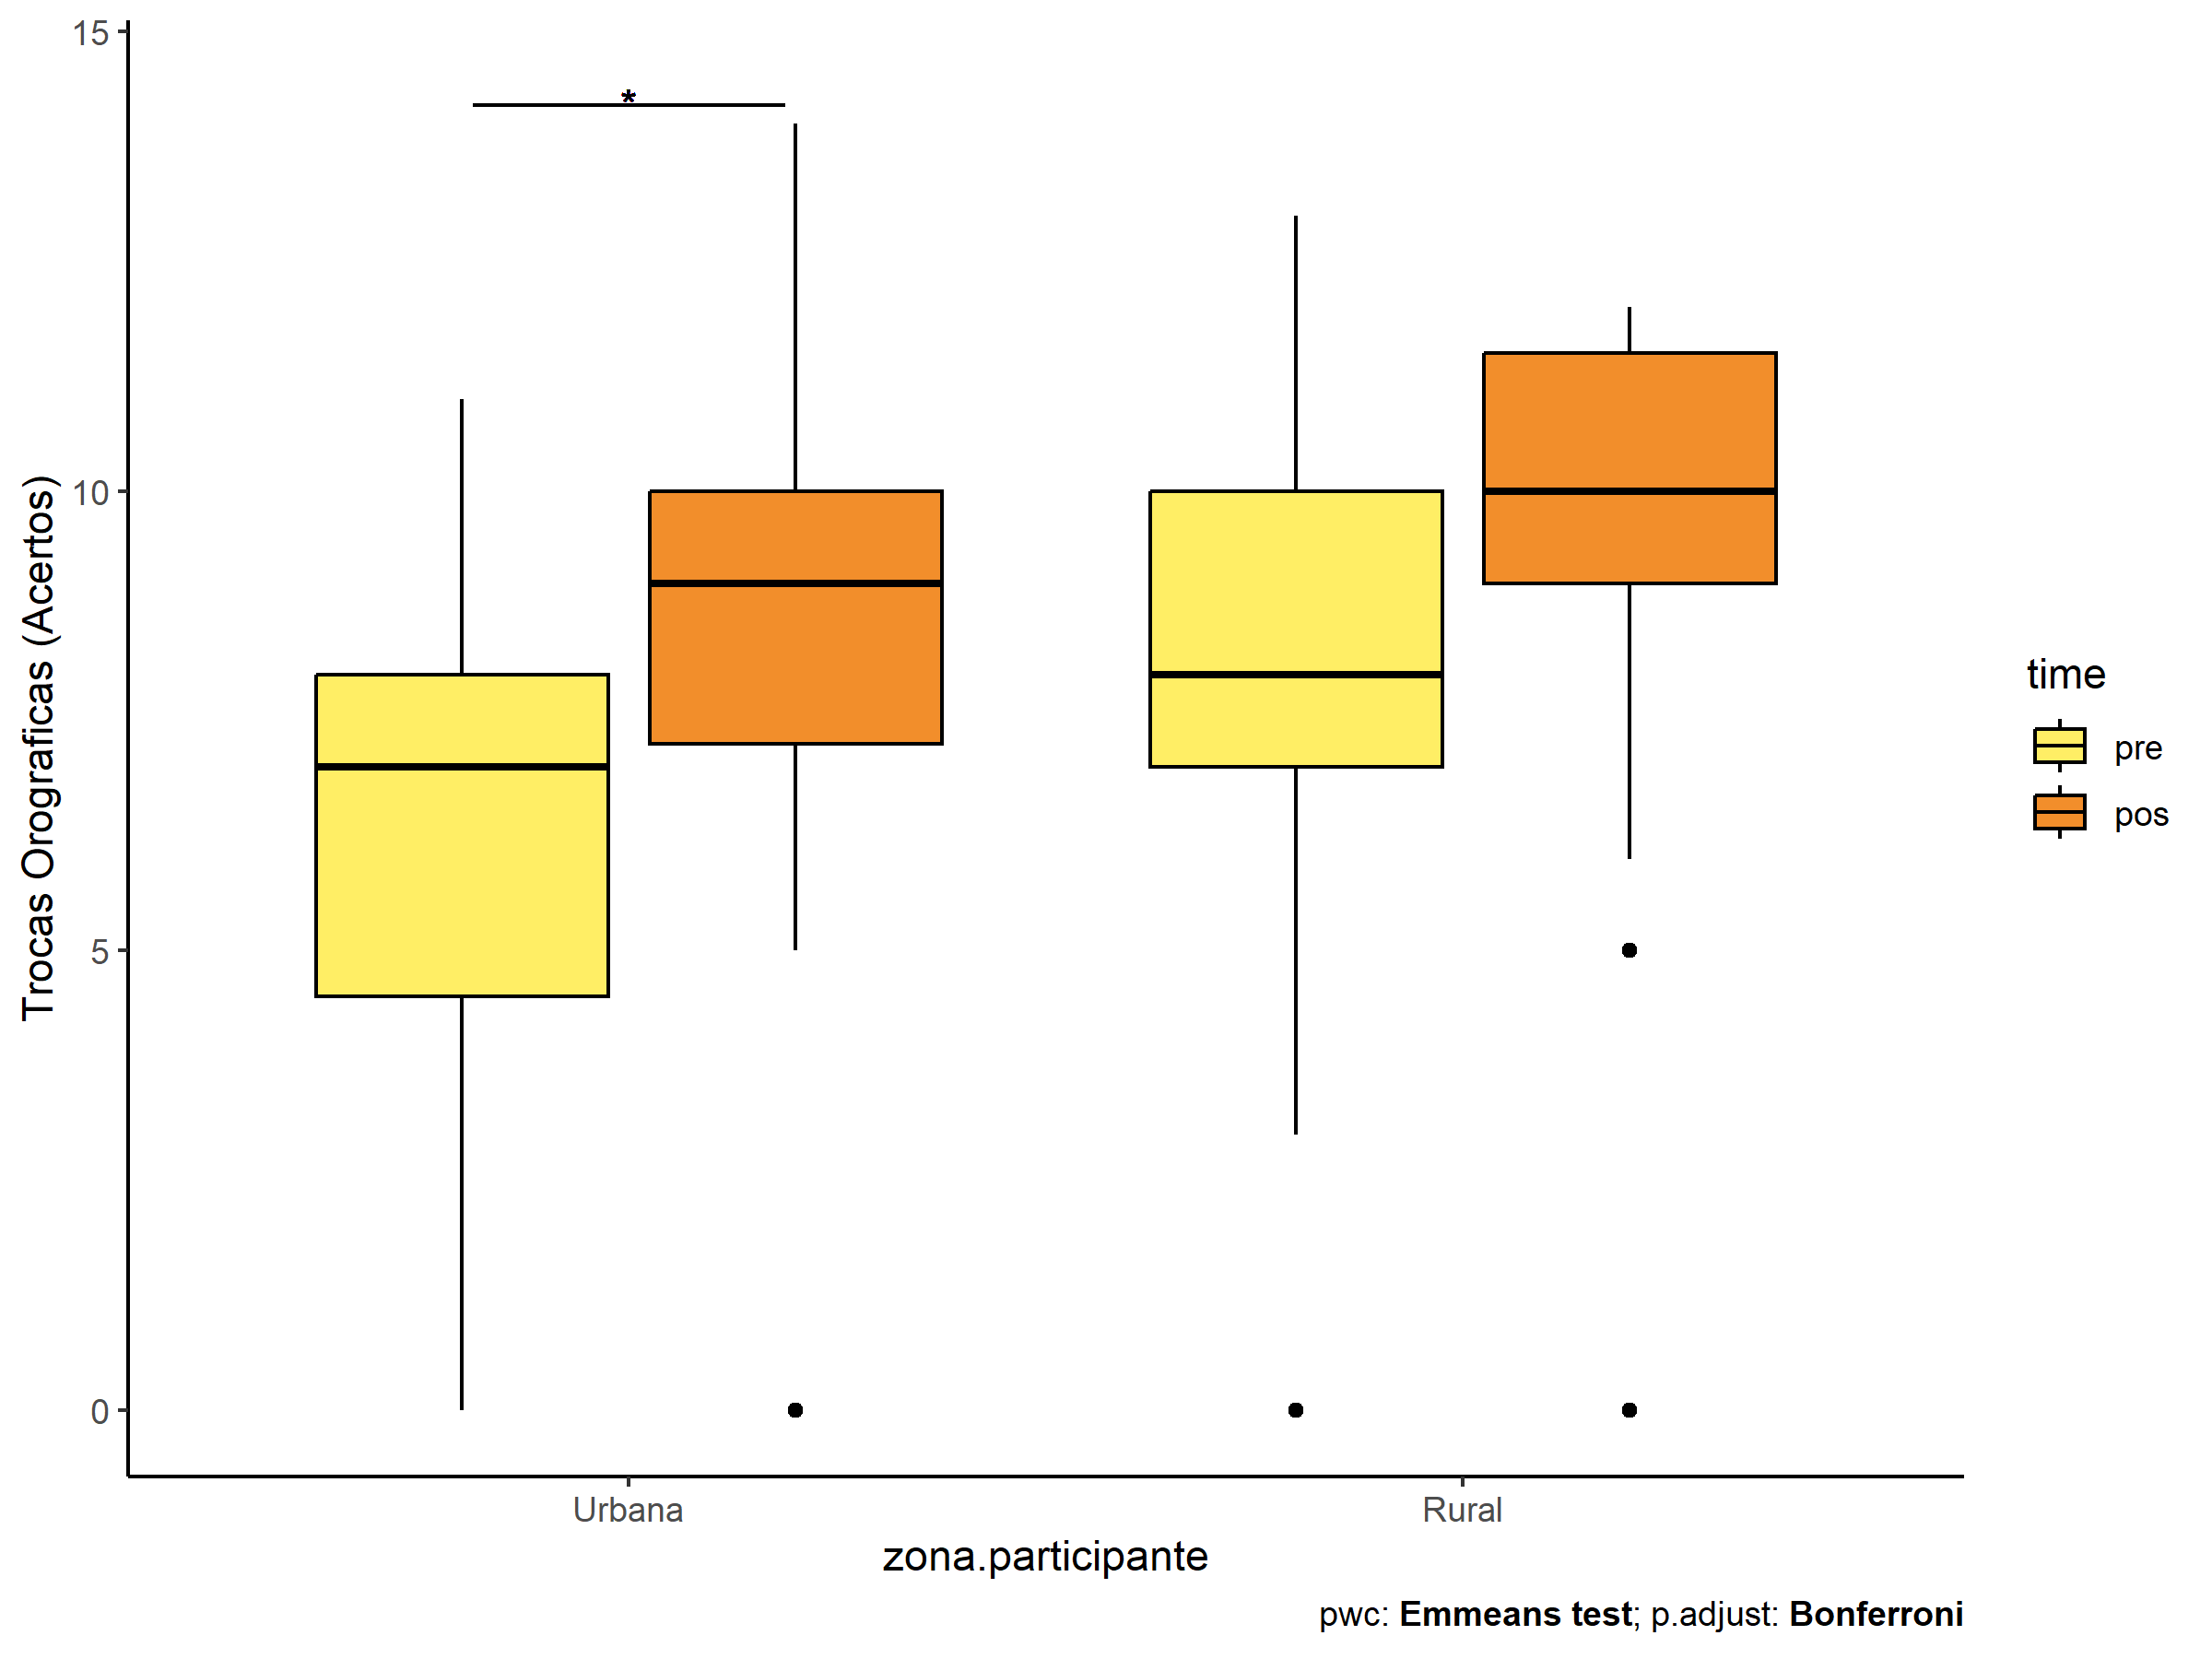 Trocas Orograficas (Acertos)
15
10
5
0
*
Urbana
Rural
zona.participante
time
pre
pos
pwc: Emmeans test; p.adjust: Bonferroni